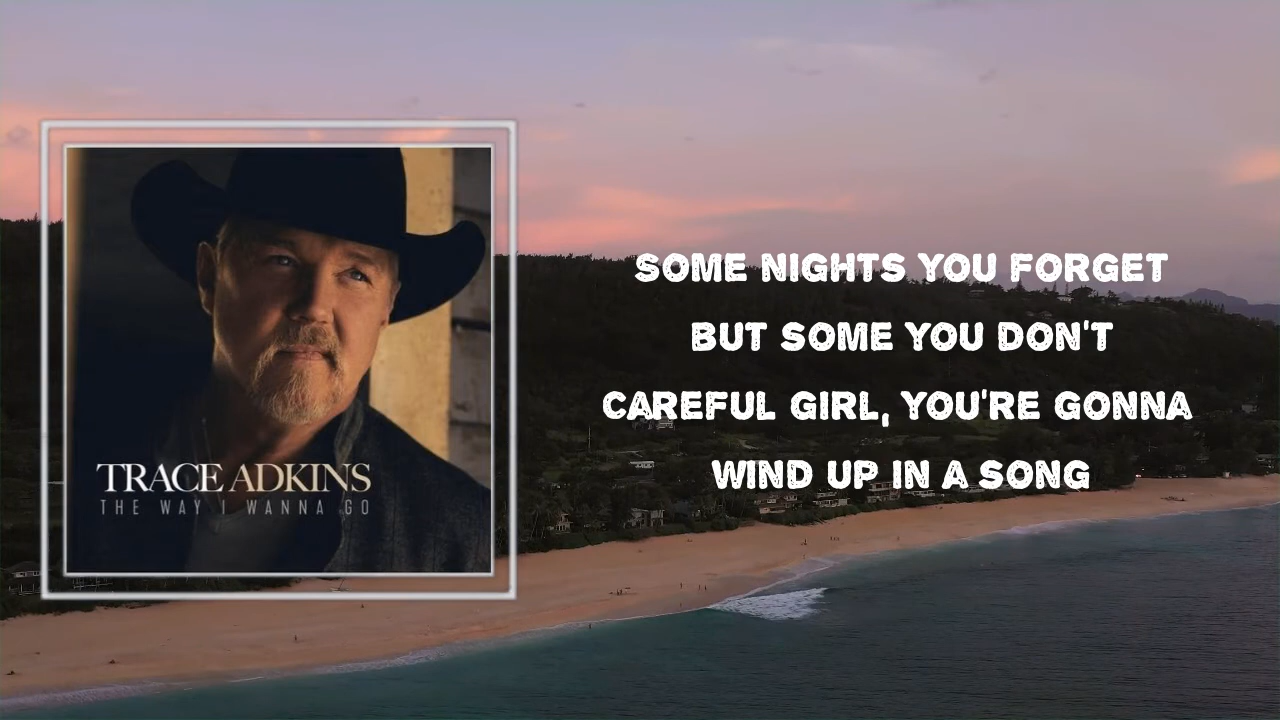 TRACE ADKINS
THE WAY I WANNA GO
SOME NIGHTS YOU FORGET
BUT SOME YOU DON'T
CAREFUL GIRL, YOU'RE GONNA
WIND UP IN A SONG